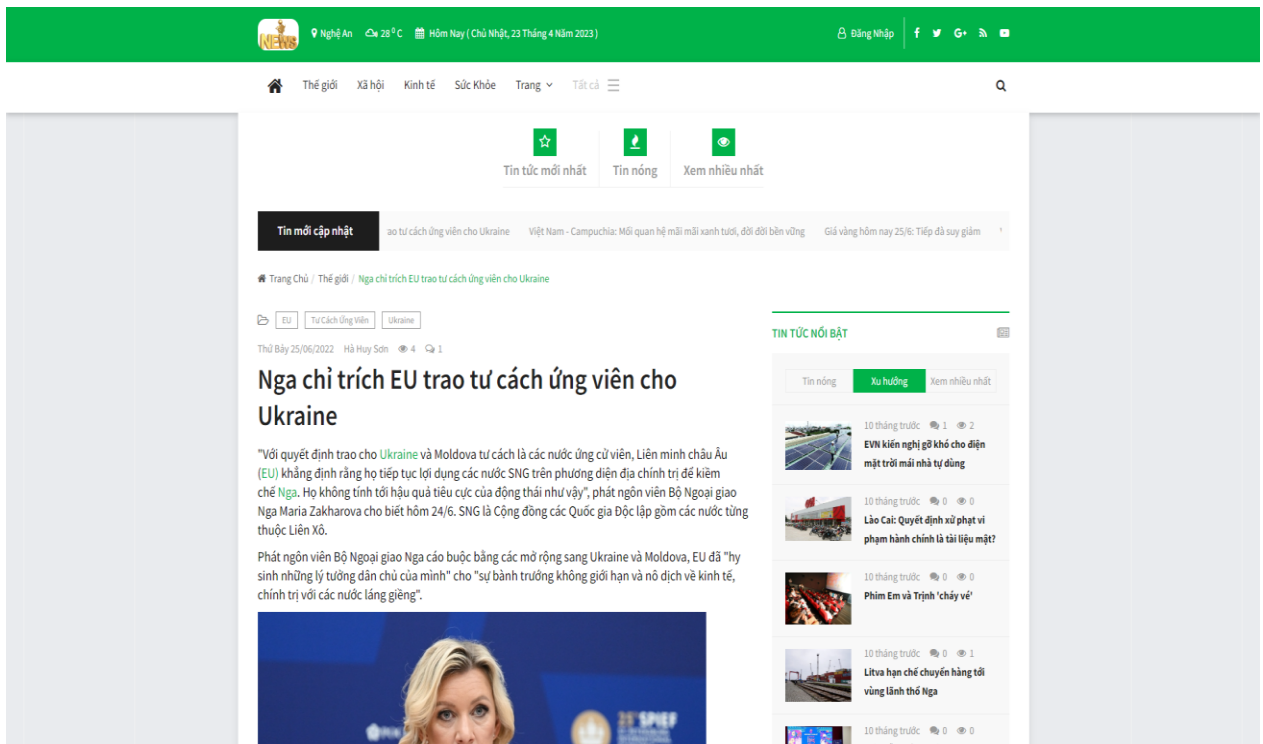 NEWS
Nghệ An 28⁰C Hôm Nay ( Chủ Nhật, 23 Tháng 4 Năm 2023 )
Đăng Nhập
Thế giới Xã hội Kinh tế Sức Khỏe Trang Tất cả
Tin tức mới nhất Tin nóng Xem nhiều nhất
Tin mới cập nhật
ao tư cách ứng viên cho Ukraine Việt Nam - Campuchia: Mối quan hệ mãi mãi xanh tươi, đời đời bền vững Giá vàng hôm nay 25/6: Tiếp đà suy giảm
Trang Chủ / Thế giới / Nga chỉ trích EU trao tư cách ứng viên cho Ukraine
EU Tư Cách Ứng Viên Ukraine
Thứ Bảy 25/06/2022 Hà Huy Sơn 4 1
Nga chỉ trích EU trao tư cách ứng viên cho
Ukraine
"Với quyết định trao cho Ukraine và Moldova tư cách là các nước ứng cử viên, Liên minh châu Âu
(EU) khẳng định rằng họ tiếp tục lợi dụng các nước SNG trên phương diện địa chính trị để kiềm
chế Nga. Họ không tính tới hậu quả tiêu cực của động thái như vậy", phát ngôn viên Bộ Ngoại giao
Nga Maria Zakharova cho biết hôm 24/6. SNG là Cộng đồng các Quốc gia Độc lập gồm các nước từng
thuộc Liên Xô.
Phát ngôn viên Bộ Ngoại giao Nga cáo buộc bằng các mở rộng sang Ukraine và Moldova, EU đã "hy
sinh những lý tưởng dân chủ của mình" cho "sự bành trướng không giới hạn và nô dịch về kinh tế,
chính trị với các nước láng giềng".
SPIEF
TIN TỨC NỔI BẬT
Tin nóng Xu hướng Xem nhiều nhất
10 tháng trước 1 2
EVN kiến nghị gỡ khó cho điện
mặt trời mái nhà tự dùng
10 tháng trước 0 0
Lào Cai: Quyết định xử phạt vi
phạm hành chính là tài liệu mật?
10 tháng trước 0 0
Phim Em và Trịnh 'cháy vé'
10 tháng trước 0 1
Litva hạn chế chuyển hàng tới
vùng lãnh thổ Nga
10 tháng trước 0 0